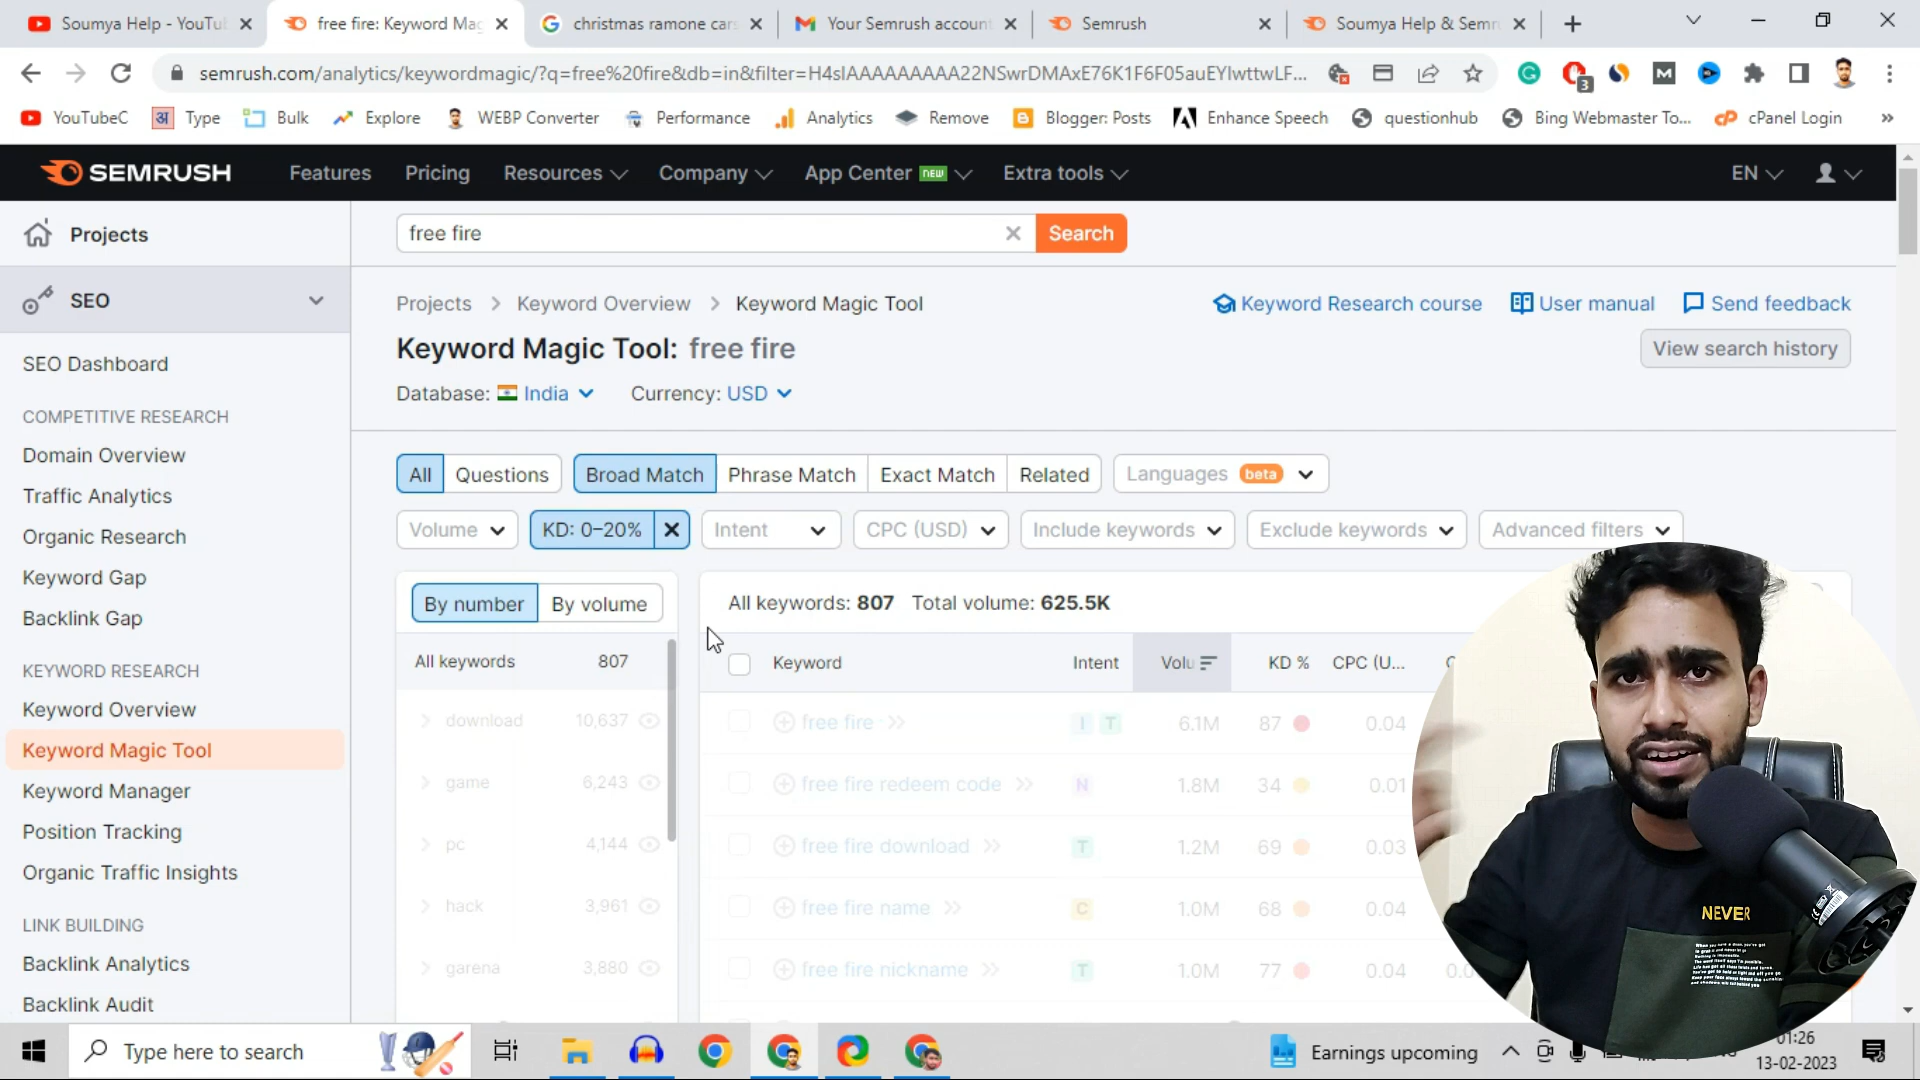 Soumya Help - YouTu
free fire: Keyword Mag
christmas ramone cars
Your Semrush account
Semrush
Soumya Help & Semr
semrush.com/analytics/keywordmagic/?q=free%20fire&db=in&filter=H4sIAAAAAAAAA22NSwrDMAxE76K1F6F05auEYIwttwLF...
3
YouTubeC
अ Type
Bulk
Explore
WEBP Converter
Performance
Analytics
Remove
Blogger: Posts
Enhance Speech
questionhub
Bing Webmaster To...
cPanel Login
»
SEMRUSH
Features
Pricing
Resources
Company
App Center NEW
Extra tools
EN
Projects
free fire
Search
SEO
Projects > Keyword Overview > Keyword Magic Tool
Keyword Research course
User manual
Send feedback
Keyword Magic Tool: free fire
View search history
Database: India
Currency: USD
SEO Dashboard
COMPETITIVE RESEARCH
Domain Overview
Traffic Analytics
Organic Research
Keyword Gap
Backlink Gap
KEYWORD RESEARCH
Keyword Overview
Keyword Magic Tool
Keyword Manager
Position Tracking
Organic Traffic Insights
LINK BUILDING
Backlink Analytics
Backlink Audit
All Questions
Broad Match Phrase Match Exact Match Related
Languages beta
Volume
KD: 0–20%
Intent
CPC (USD)
Include keywords
Exclude keywords
Advanced filters
By number By volume
All keywords: 807 Total volume: 625.5K
All keywords 807
download 10,637
game 6,243
pc 4,144
hack 3,961
garena 3,880
Keyword Intent Volu KD % CPC (U...
free fire I T 6.1M 87 0.04
free fire redeem code N 1.8M 34 0.01
free fire download T 1.2M 69 0.03
free fire name C 1.0M 68 0.04
free fire nickname T 1.0M 77 0.04
NEVER
Type here to search
Earnings upcoming
01:26
13-02-2023